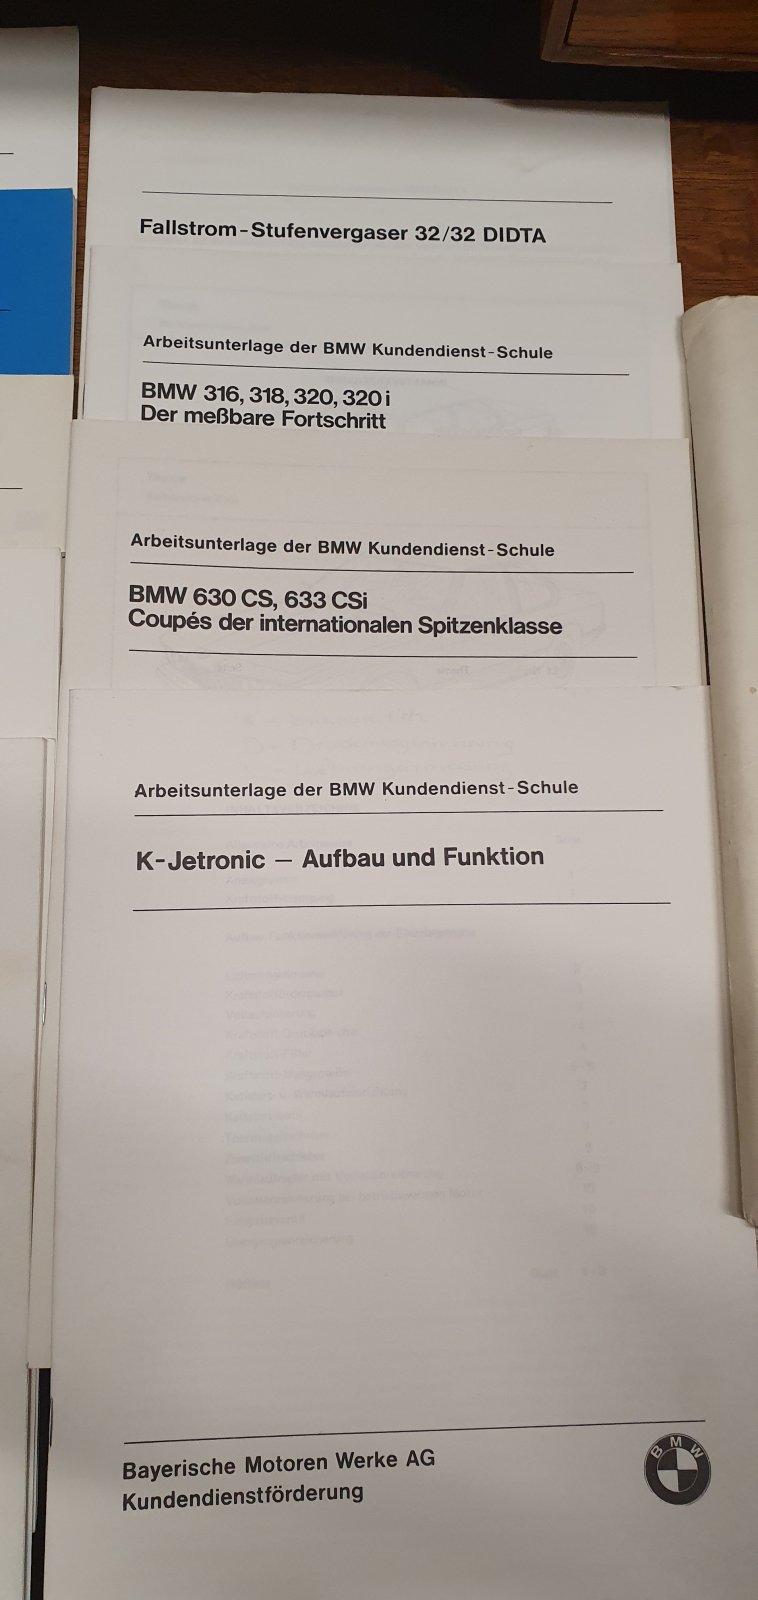 Fallstrom-Stufenvergaser 32/32 DIDTA
Arbeitsunterlage der BMW Kundendienst-Schule
BMW 316, 318, 320, 320 i
Der meßbare Fortschritt
Arbeitsunterlage der BMW Kundendienst-Schule
BMW 630 CS, 633 CSi
Coupés der internationalen Spitzenklasse
Arbeitsunterlage der BMW Kundendienst-Schule
K-Jetronic – Aufbau und Funktion
Bayerische Motoren Werke AG
Kundendienstförderung
BMW